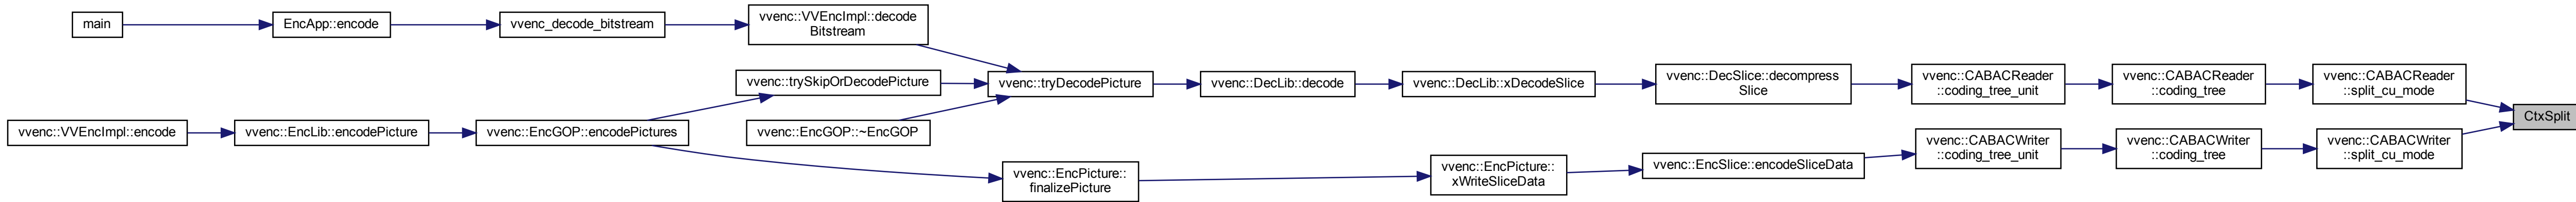 main
EncApp::encode
vvenc_decode_bitstream
vvenc::VVEncImpl::decode
Bitstream
vvenc::trySkipOrDecodePicture
vvenc::tryDecodePicture
vvenc::DecLib::decode
vvenc::DecLib::xDecodeSlice
vvenc::DecSlice::decompress
Slice
vvenc::CABACReader
::coding_tree_unit
vvenc::CABACReader
::coding_tree
vvenc::CABACReader
::split_cu_mode
CtxSplit
vvenc::VVEncImpl::encode
vvenc::EncLib::encodePicture
vvenc::EncGOP::encodePictures
vvenc::EncGOP::~EncGOP
vvenc::EncPicture::
finalizePicture
vvenc::EncPicture::
xWriteSliceData
vvenc::EncSlice::encodeSliceData
vvenc::CABACWriter
::coding_tree_unit
vvenc::CABACWriter
::coding_tree
vvenc::CABACWriter
::split_cu_mode